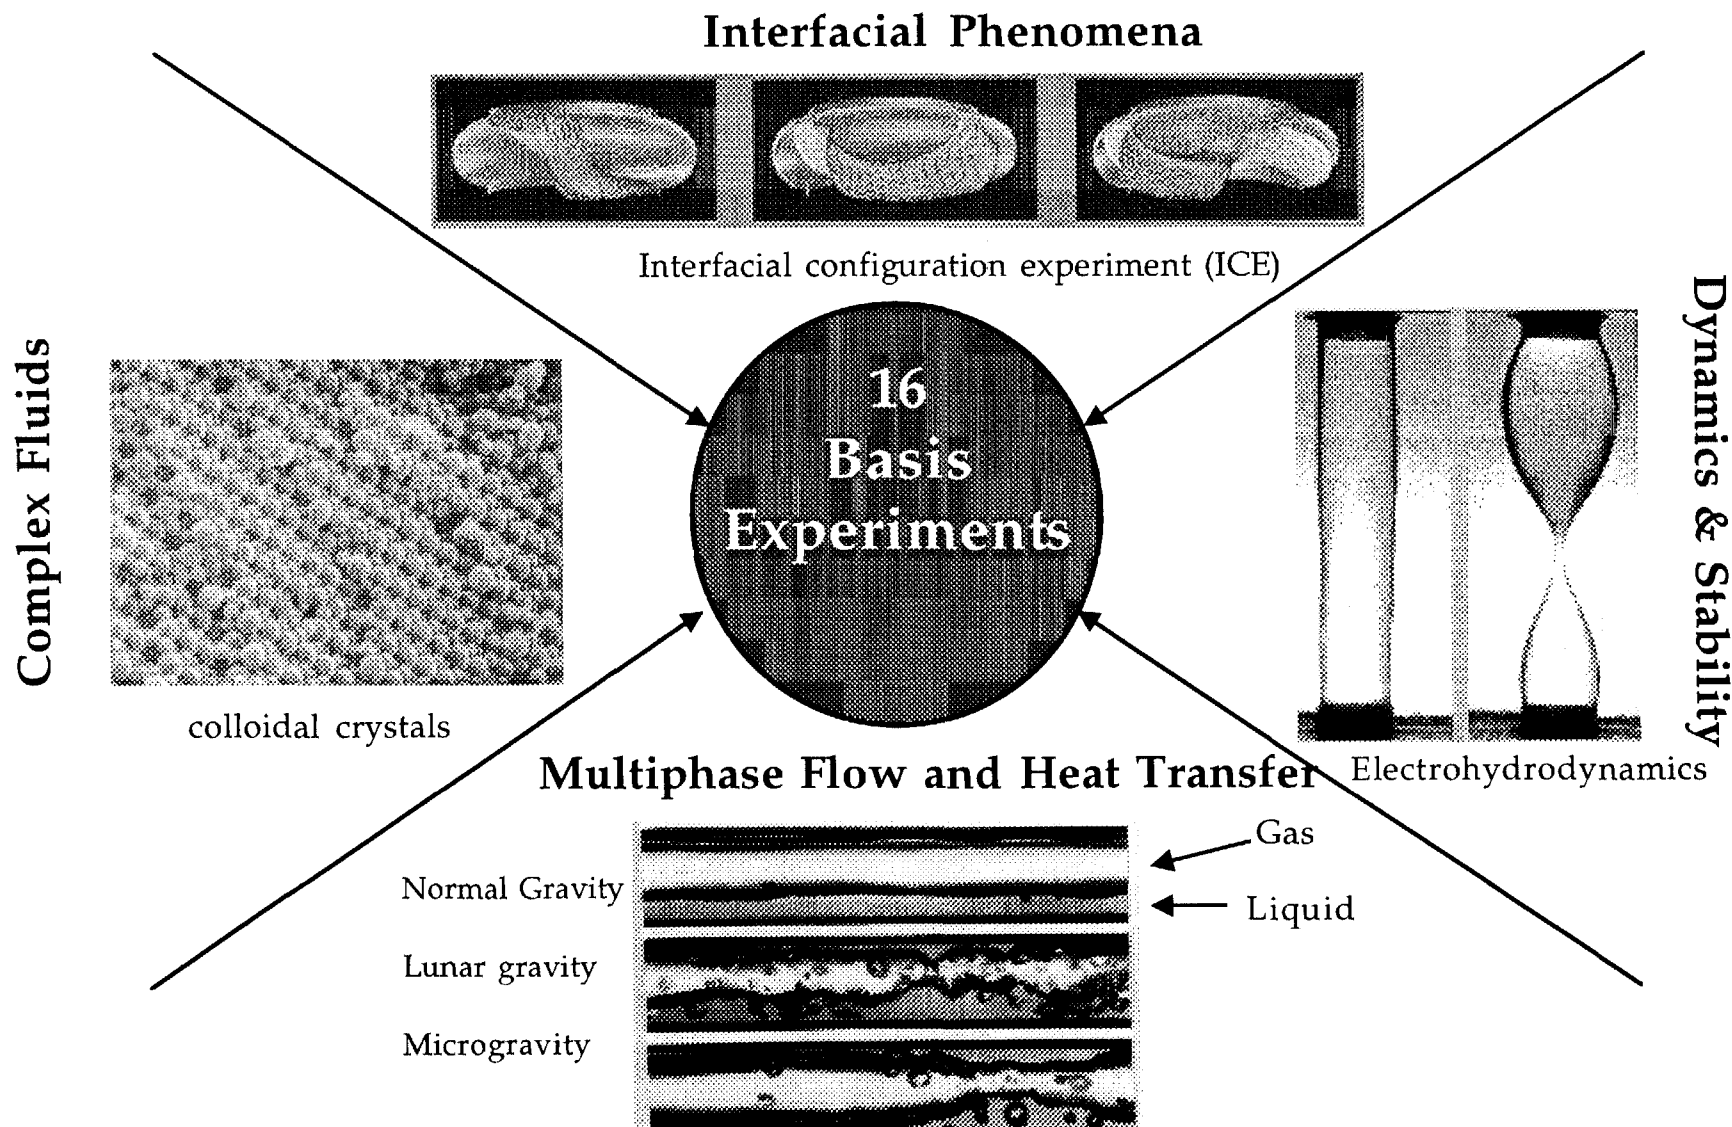 Interfacial Phenomena
Interfacial configuration experiment (ICE)
Complex Fluids
colloidal crystals
16
Basis
Experiments
Dynamics & Stability
Electrohydrodynamics
Multiphase Flow and Heat Transfer
Gas
Normal Gravity
Liquid
Lunar gravity
Microgravity